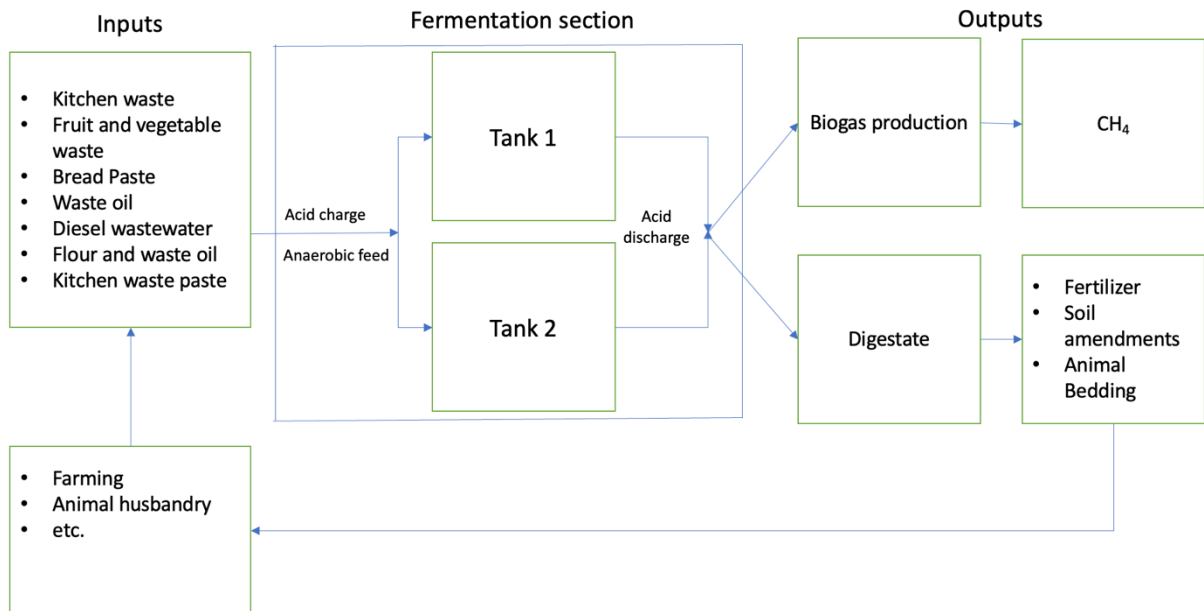 Inputs
Fermentation section
Outputs
• Kitchen waste
• Fruit and vegetable
waste
• Bread Paste
• Waste oil
• Diesel wastewater
• Flour and waste oil
• Kitchen waste paste
Acid charge
Anaerobic feed
Tank 1
Tank 2
Acid
discharge
Biogas production
CH₄
Digestate
• Fertilizer
• Soil
amendments
• Animal
Bedding
• Farming
• Animal husbandry
• etc.